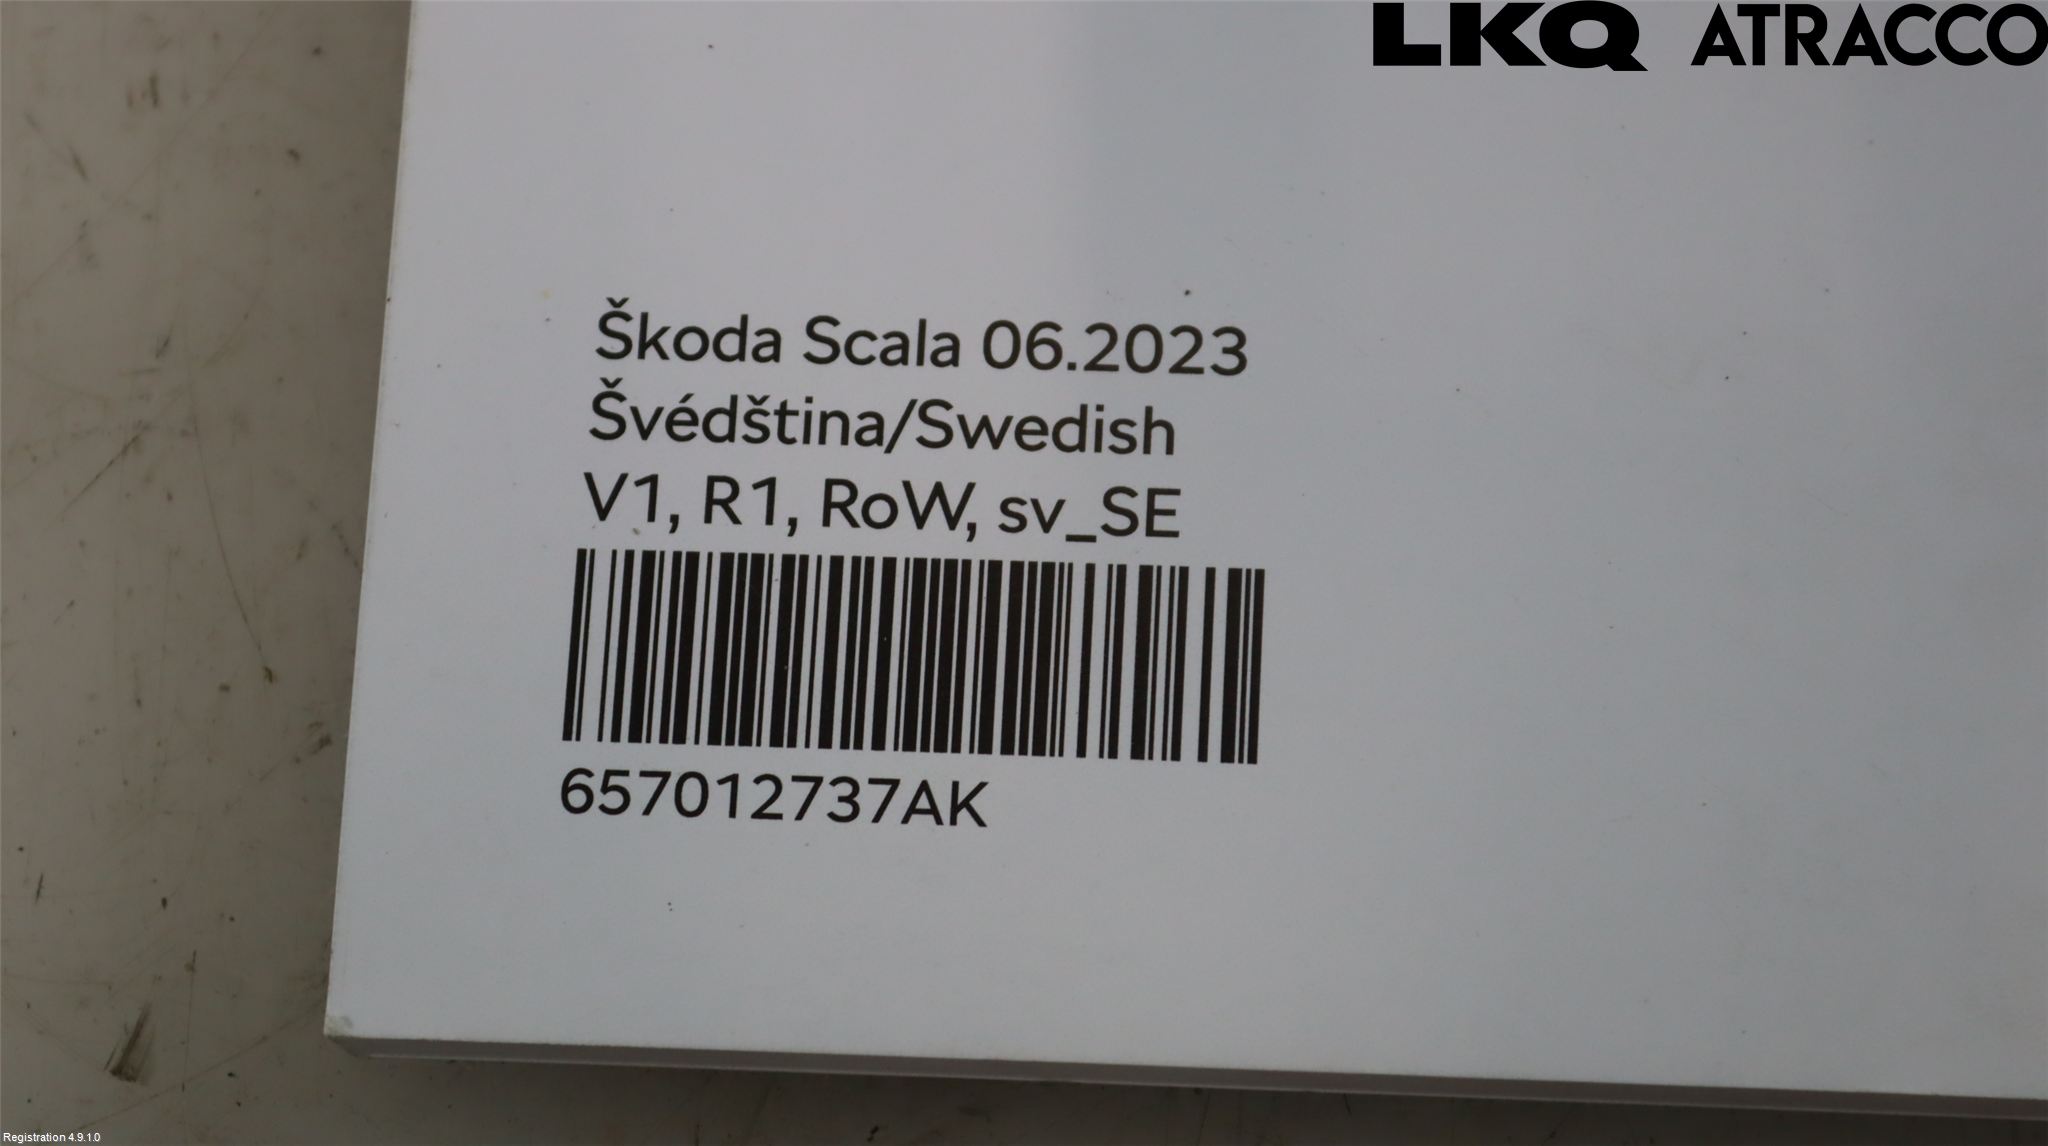 LKQ ATRACCO
Škoda Scala 06.2023
Švédština/Swedish
V1, R1, RoW, sv_SE
657012737AK
Registration 4.9.1.0